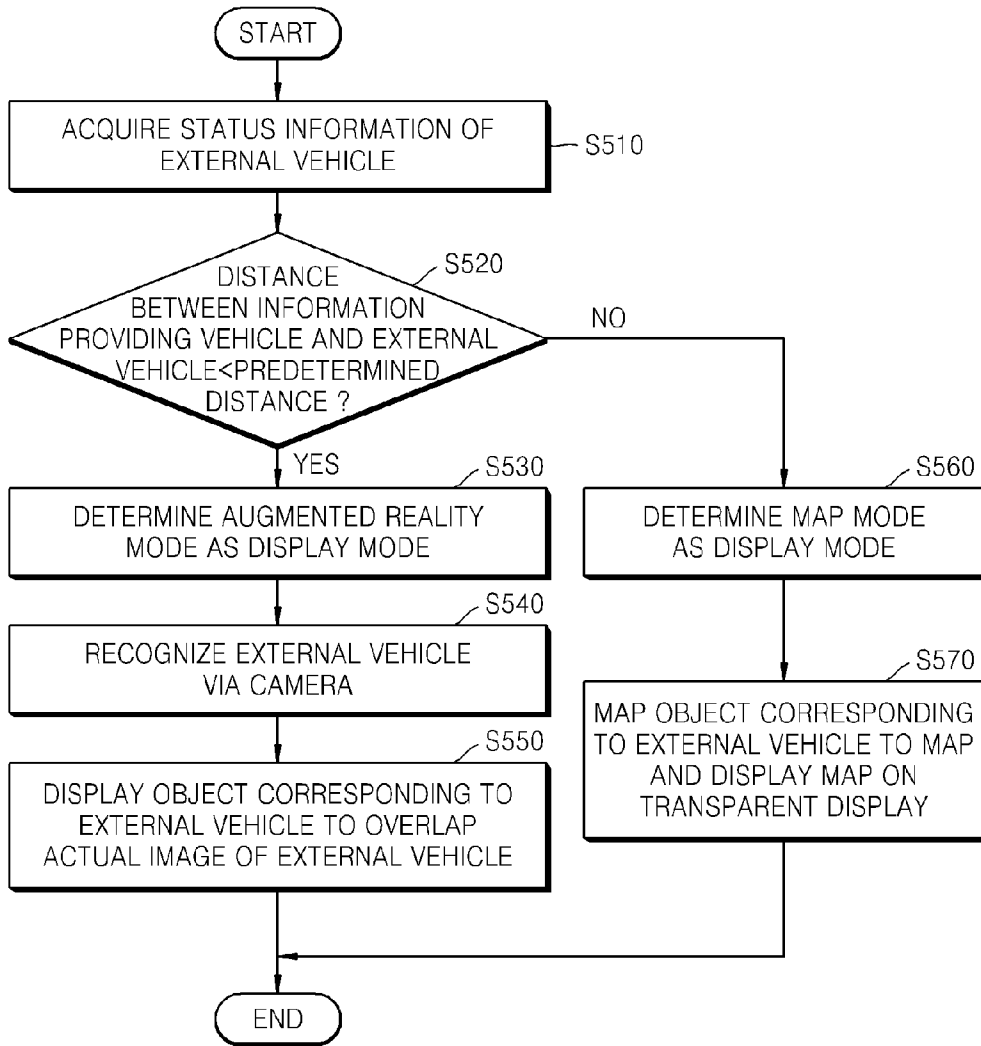 START
ACQUIRE STATUS INFORMATION OF
EXTERNAL VEHICLE
S510
S520
DISTANCE
BETWEEN INFORMATION
PROVIDING VEHICLE AND EXTERNAL
VEHICLE<PREDETERMINED
DISTANCE ?
NO
YES
S530
DETERMINE AUGMENTED REALITY
MODE AS DISPLAY MODE
S540
RECOGNIZE EXTERNAL VEHICLE
VIA CAMERA
S550
DISPLAY OBJECT CORRESPONDING TO
EXTERNAL VEHICLE TO OVERLAP
ACTUAL IMAGE OF EXTERNAL VEHICLE
S560
DETERMINE MAP MODE
AS DISPLAY MODE
S570
MAP OBJECT CORRESPONDING
TO EXTERNAL VEHICLE TO MAP
AND DISPLAY MAP ON
TRANSPARENT DISPLAY
END